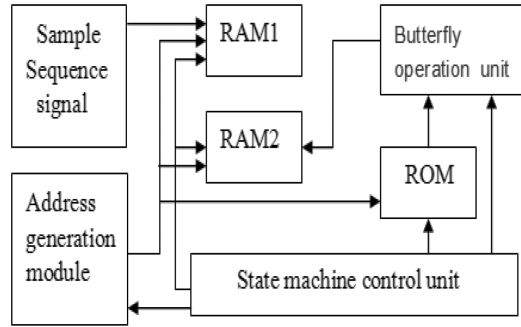 Sample
Sequence
signal
RAM1
Butterfly
operation unit
RAM2
ROM
Address
generation
module
State machine control unit